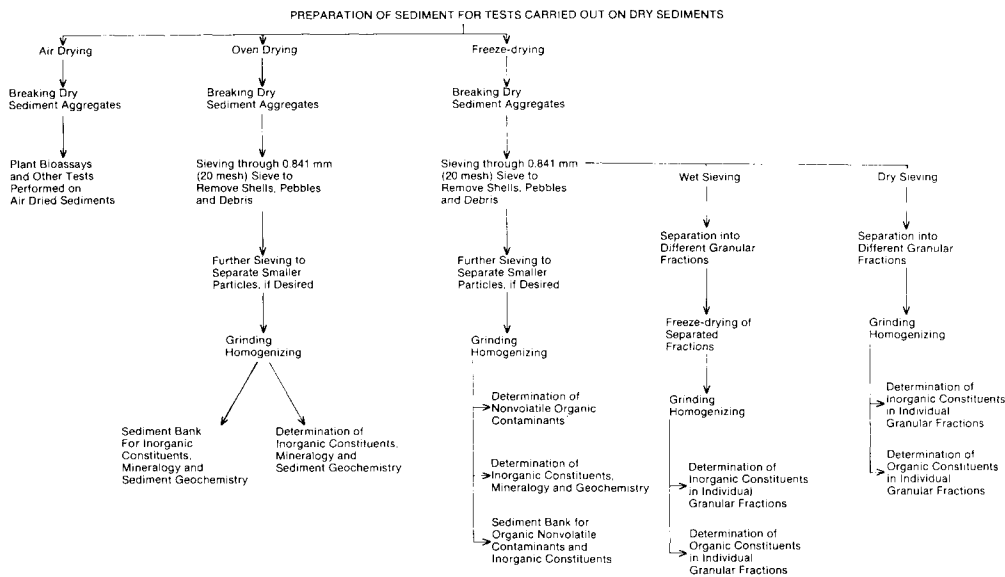 PREPARATION OF SEDIMENT FOR TESTS CARRIED OUT ON DRY SEDIMENTS
Air Drying
Breaking Dry
Sediment Aggregates
Plant Bioassays
and Other Tests
Performed on
Air Dried Sediments
Oven Drying
Breaking Dry
Sediment Aggregates
Sieving through 0.841 mm
(20 mesh) Sieve to
Remove Shells, Pebbles
and Debris
Further Sieving to
Separate Smaller
Particles, if Desired
Grinding
Homogenizing
Sediment Bank
For Inorganic
Constituents,
Mineralogy and
Sediment Geochemistry
Determination of
Inorganic Constituents,
Mineralogy and
Sediment Geochemistry
Freeze-drying
Breaking Dry
Sediment Aggregates
Sieving through 0.841 mm
(20 mesh) Sieve to
Remove Shells, Pebbles
and Debris
Further Sieving to
Separate Smaller
Particles, if Desired
Grinding
Homogenizing
Determination of
Nonvolatile Organic
Contaminants
Determination of
Inorganic Constituents,
Mineralogy and Geochemistry
Sediment Bank for
Organic Nonvolatile
Contaminants and
Inorganic Constituents
Wet Sieving
Separation into
Different Granular
Fractions
Freeze-drying of
Separated
Fractions
Grinding
Homogenizing
Determination of
Inorganic Constituents
in Individual
Granular Fractions
Determination of
Organic Constituents
in Individual
Granular Fractions
Dry Sieving
Separation into
Different Granular
Fractions
Grinding
Homogenizing
Determination of
Inorganic Constituents
in Individual
Granular Fractions
Determination of
Organic Constituents
in Individual
Granular Fractions